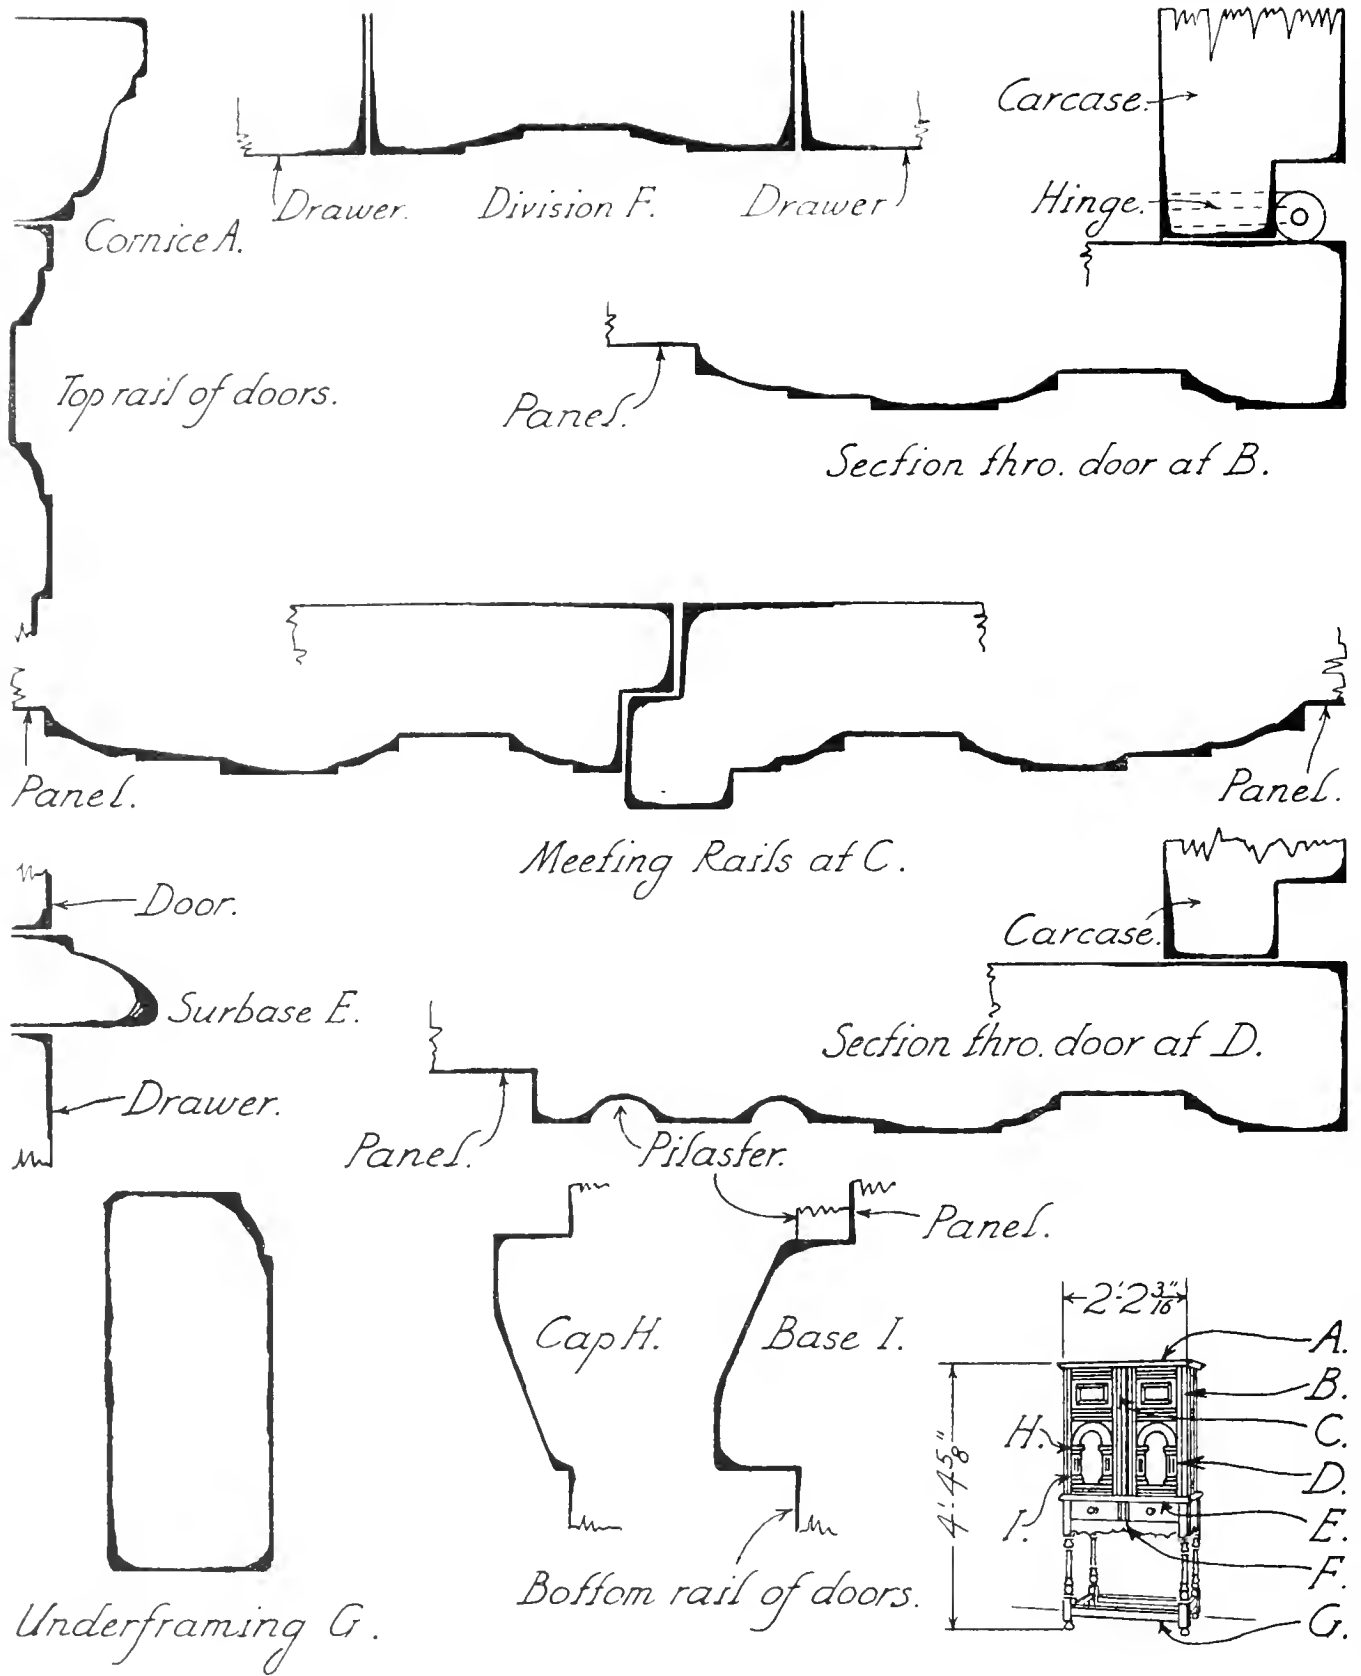 Carcase.
Drawer.
Division F.
Drawer
Hinge.
Cornice A.
Top rail of doors.
Panel.
Section thro. door at B.
Panel.
Panel.
Meeting Rails at C.
Door.
Carcase.
Surbase E.
Section thro. door at D.
Drawer.
Panel.
Pilaster.
Panel.
Cap H.
Base I.
2'-2 3/16"
A.
B.
C.
H.
D.
4'-4 5/8"
I.
E.
F.
Bottom rail of doors.
G.
Underframing G.